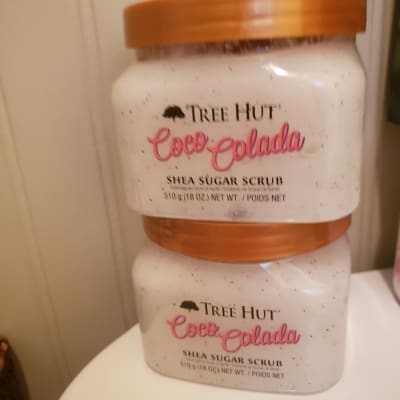 TREE HUT
Coco Colada
SHEA SUGAR SCRUB
510 g (18 OZ.) NET WT. / POIDS NET
TREE HUT
Coco Colada
SHEA SUGAR SCRUB
510 g (18 OZ.) NET WT. / POIDS NET